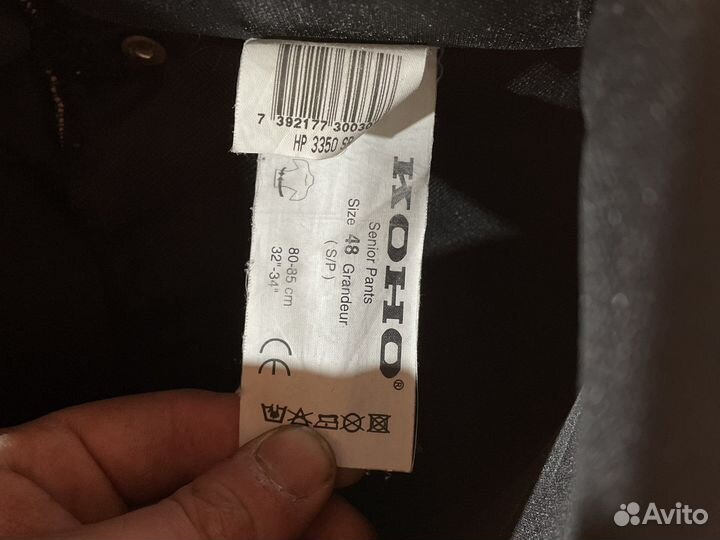 7 392177 30030
HP 3350 S
KOHO®
Senior Pants
Size 48 Grandeur
( S/P )
80-85 cm
32"-34"
CE
Avito